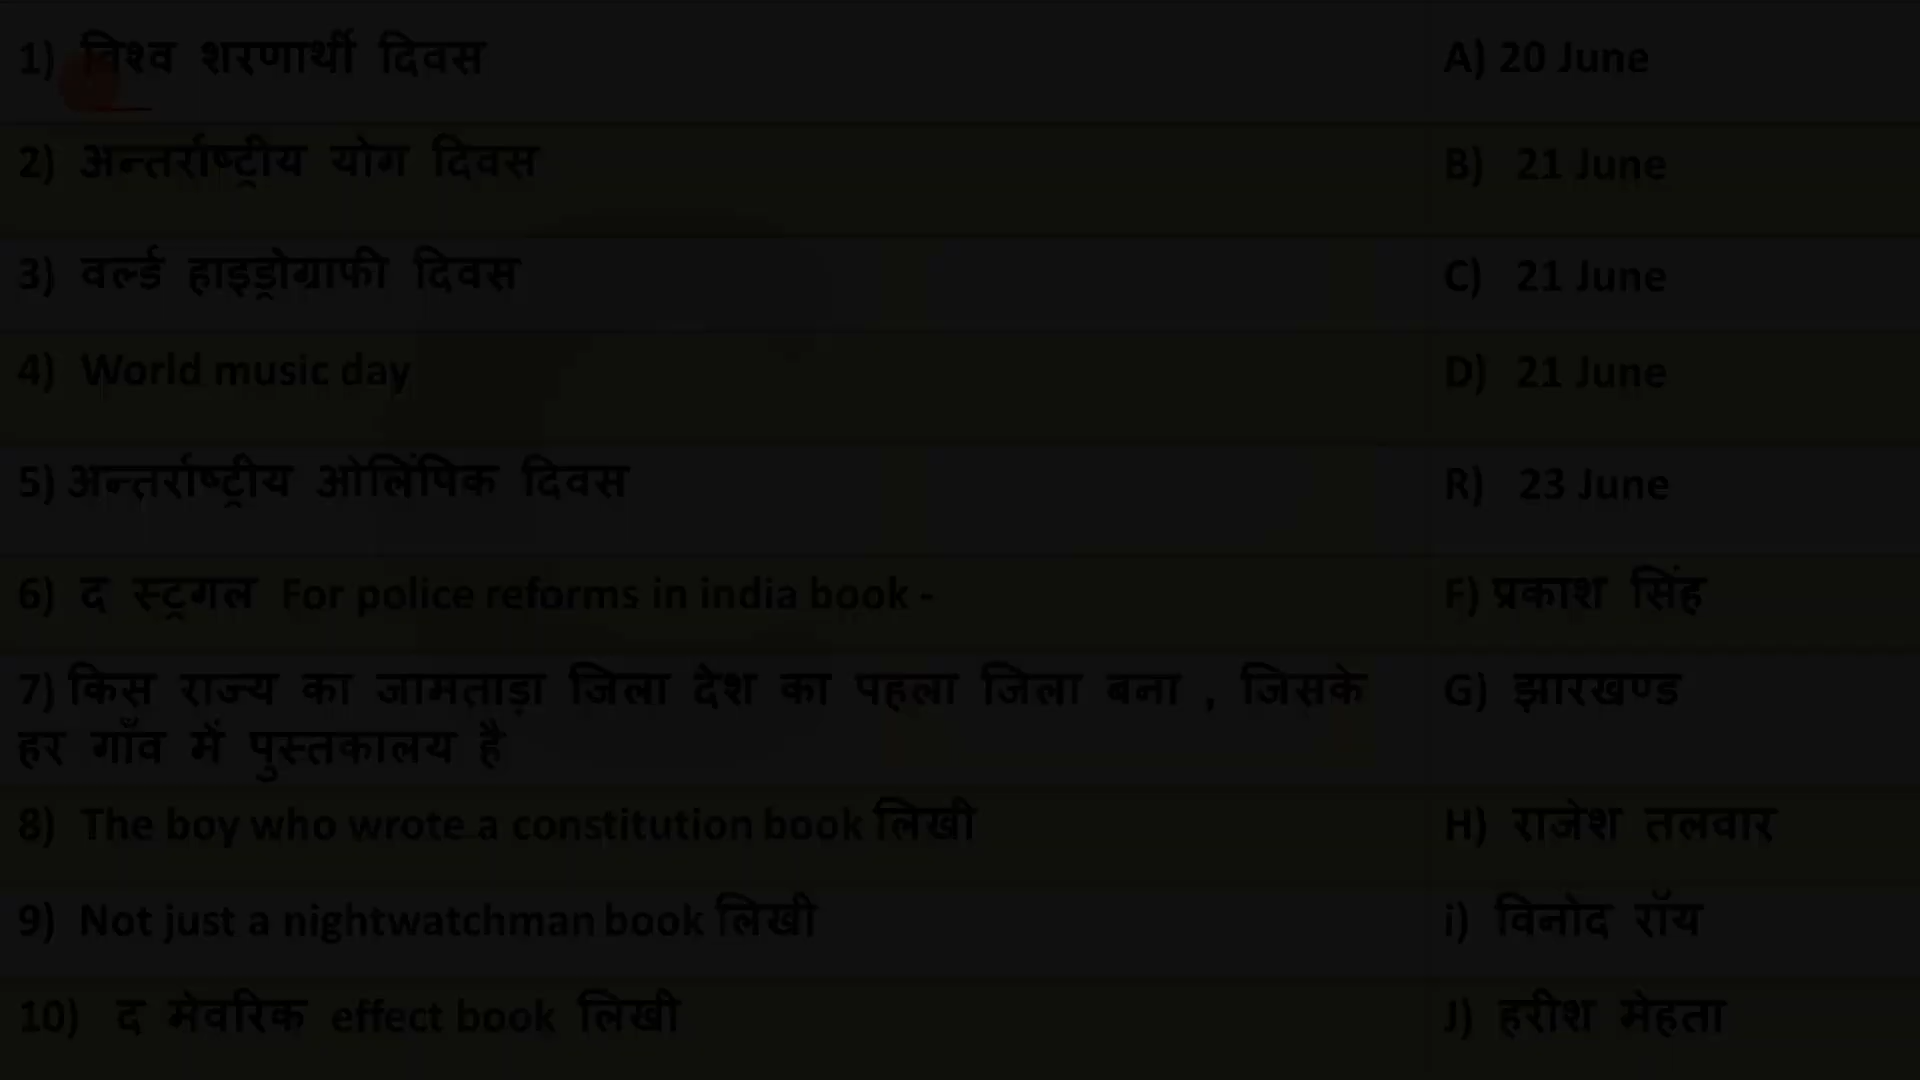 1) विश्व शरणार्थी दिवस A) 20 June
2) अन्तर्राष्ट्रीय योग दिवस B) 21 June
3) वर्ल्ड हाइड्रोग्राफी दिवस C) 21 June
4) World music day D) 21 June
5) अन्तर्राष्ट्रीय ओलिंपिक दिवस R) 23 June
6) द स्ट्रगल For police reforms in india book - F) प्रकाश सिंह
7) किस राज्य का जामताड़ा जिला देश का पहला जिला बना , जिसके G) झारखण्ड
हर गाँव में पुस्तकालय है
8) The boy who wrote a constitution book लिखी H) राजेश तलवार
9) Not just a nightwatchman book लिखी i) विनोद रॉय
10) द मेवरिक effect book लिखी J) हरीश मेहता